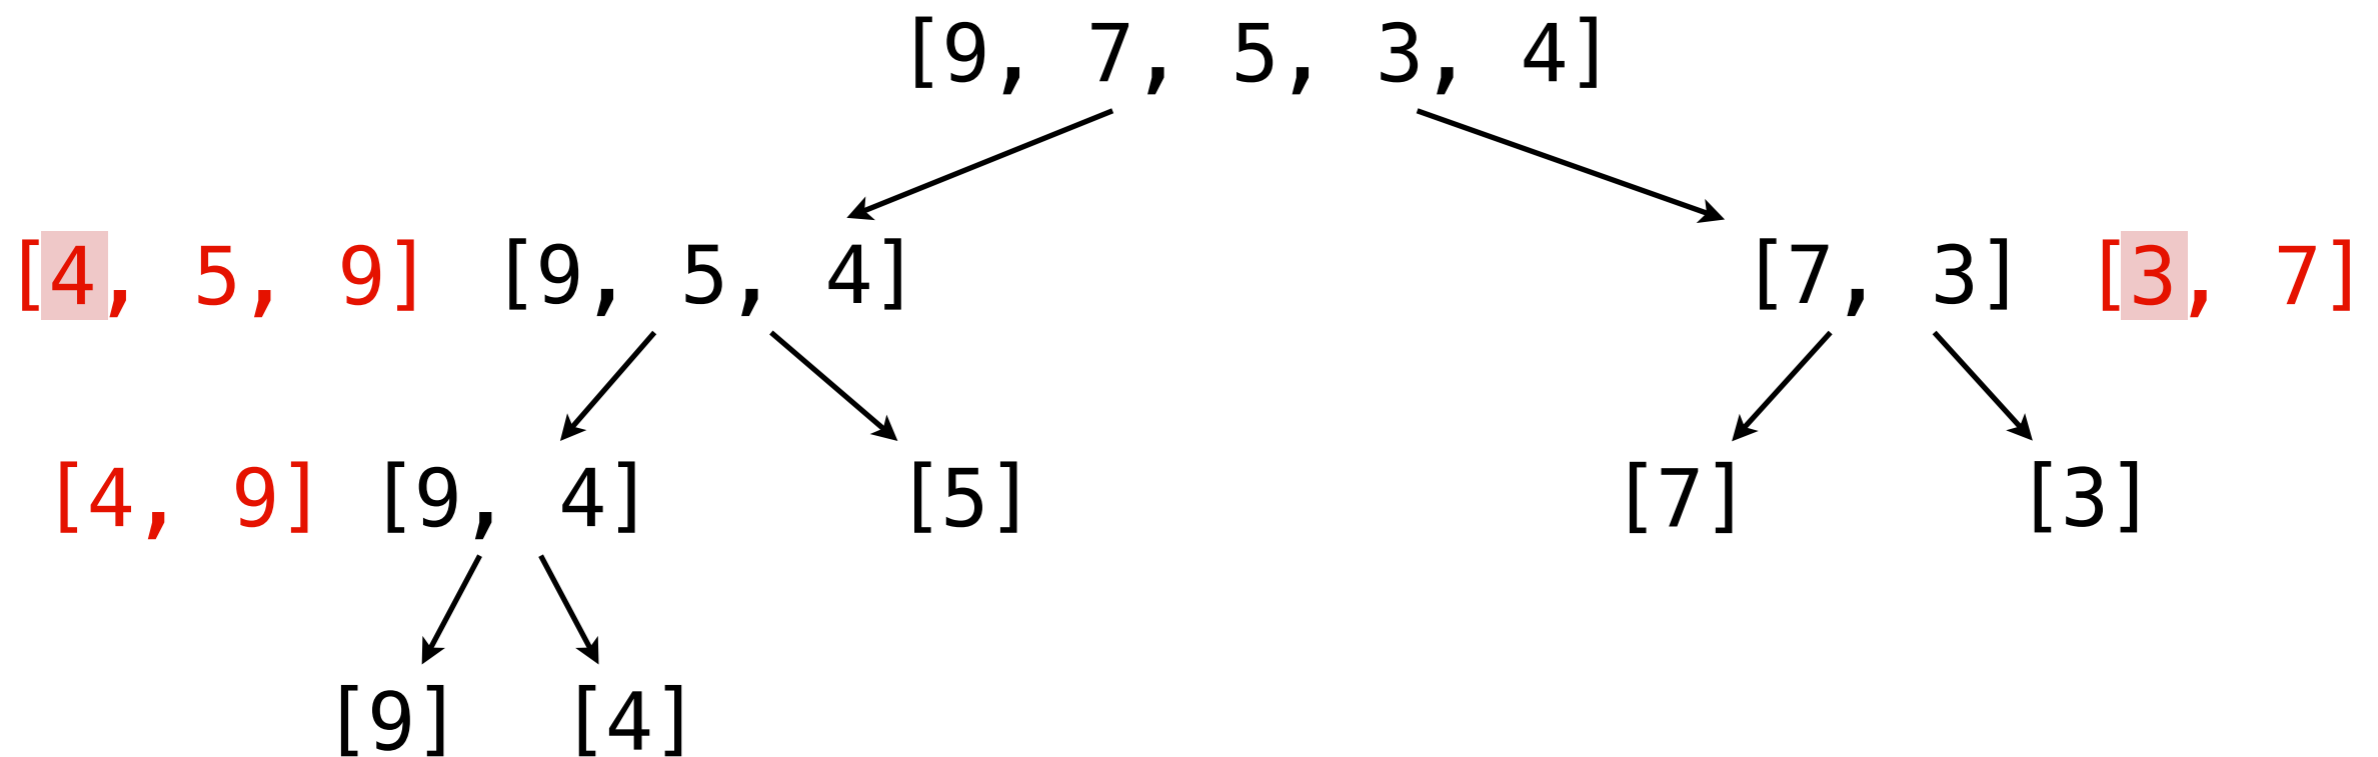 [9, 7, 5, 3, 4]
[4, 5, 9] [9, 5, 4] [7, 3] [3, 7]
[4, 9] [9, 4] [5] [7] [3]
[9] [4]